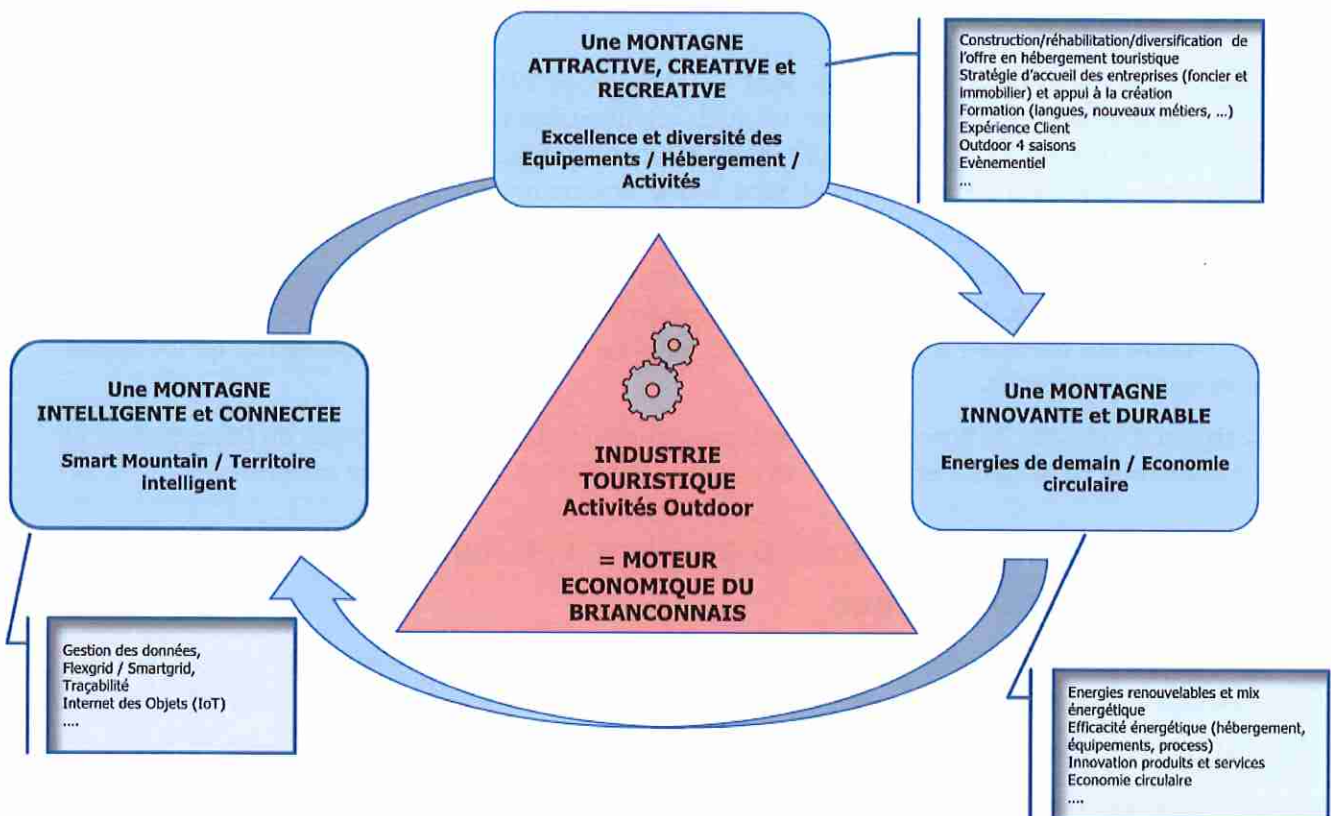 Une MONTAGNE
ATTRACTIVE, CREATIVE et
RECREATIVE
Excellence et diversité des
Equipements / Hébergement /
Activités
Construction/réhabilitation/diversification de
l'offre en hébergement touristique
Stratégie d'accueil des entreprises (foncier et
immobilier) et appui à la création
Formation (langues, nouveaux métiers, ...)
Expérience Client
Outdoor 4 saisons
Evènementiel
...
Une MONTAGNE
INTELLIGENTE et CONNECTEE
Smart Mountain / Territoire
intelligent
INDUSTRIE
TOURISTIQUE
Activités Outdoor
= MOTEUR
ECONOMIQUE DU
BRIANCONNAIS
Une MONTAGNE
INNOVANTE et DURABLE
Energies de demain / Economie
circulaire
Gestion des données,
Flexgrid / Smartgrid,
Traçabilité
Internet des Objets (IoT)
....
Energies renouvelables et mix
énergétique
Efficacité énergétique (hébergement,
équipements, process)
Innovation produits et services
Economie circulaire
....